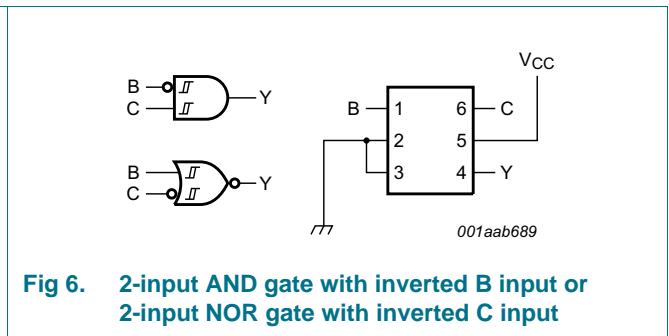 B
C
Y
B
C
Y
VCC
B 1 6 C
2 5
3 4 Y
001aab689
Fig 6. 2-input AND gate with inverted B input or
2-input NOR gate with inverted C input